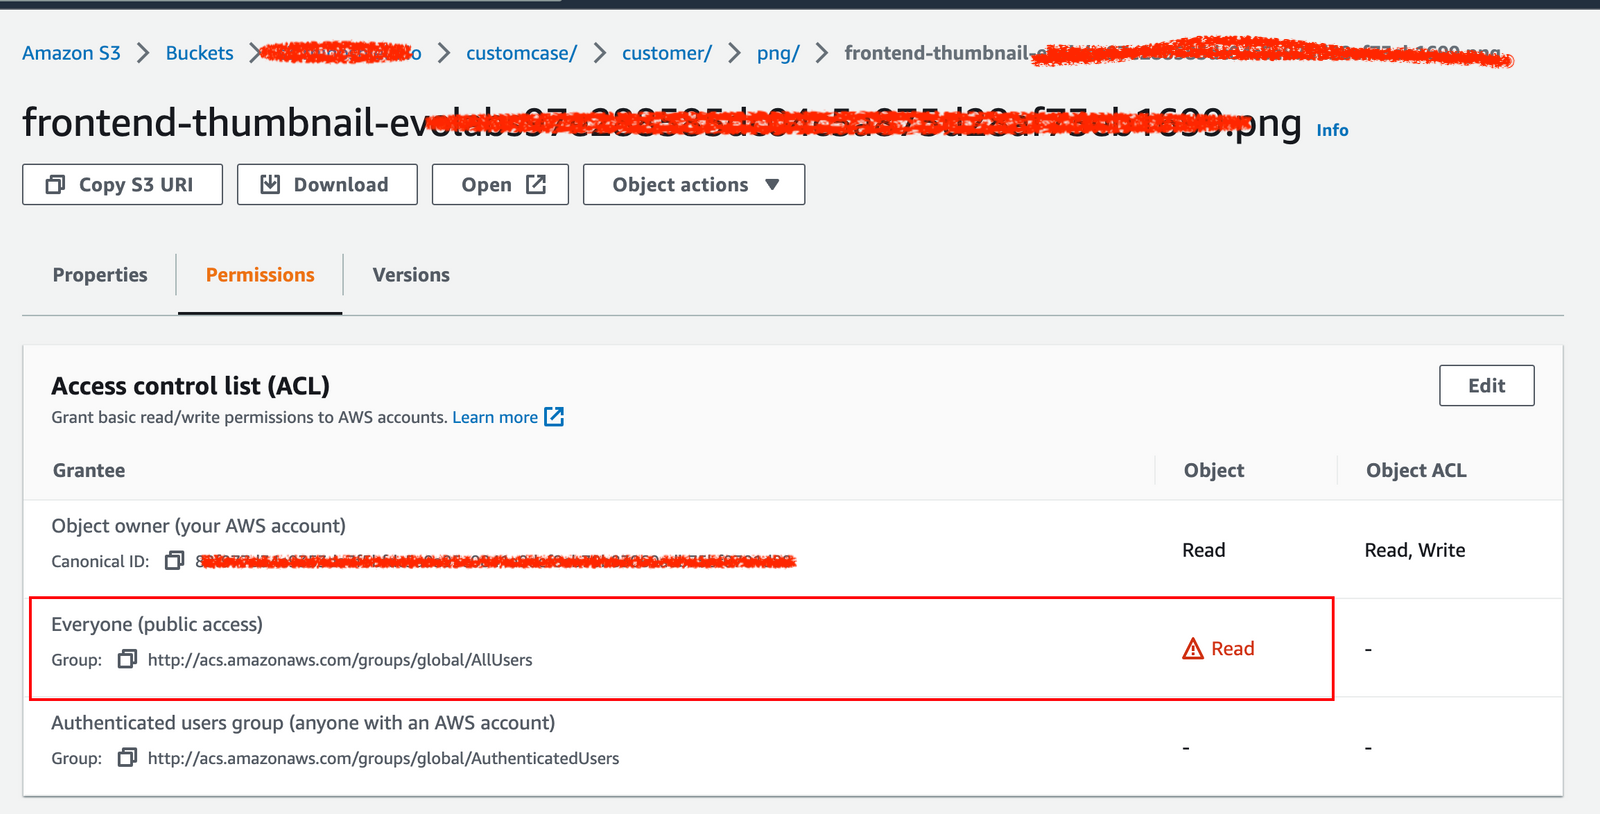 Amazon S3 > Buckets > customcase/ > customer/ > png/ > frontend-thumbnail-
frontend-thumbnail-ev .png Info
Copy S3 URI Download Open Object actions ▼
Properties Permissions Versions
Access control list (ACL) Edit
Grant basic read/write permissions to AWS accounts. Learn more
Grantee Object Object ACL
Object owner (your AWS account)
Canonical ID: Read Read, Write
Everyone (public access)
Group: http://acs.amazonaws.com/groups/global/AllUsers Read -
Authenticated users group (anyone with an AWS account)
Group: http://acs.amazonaws.com/groups/global/AuthenticatedUsers - -